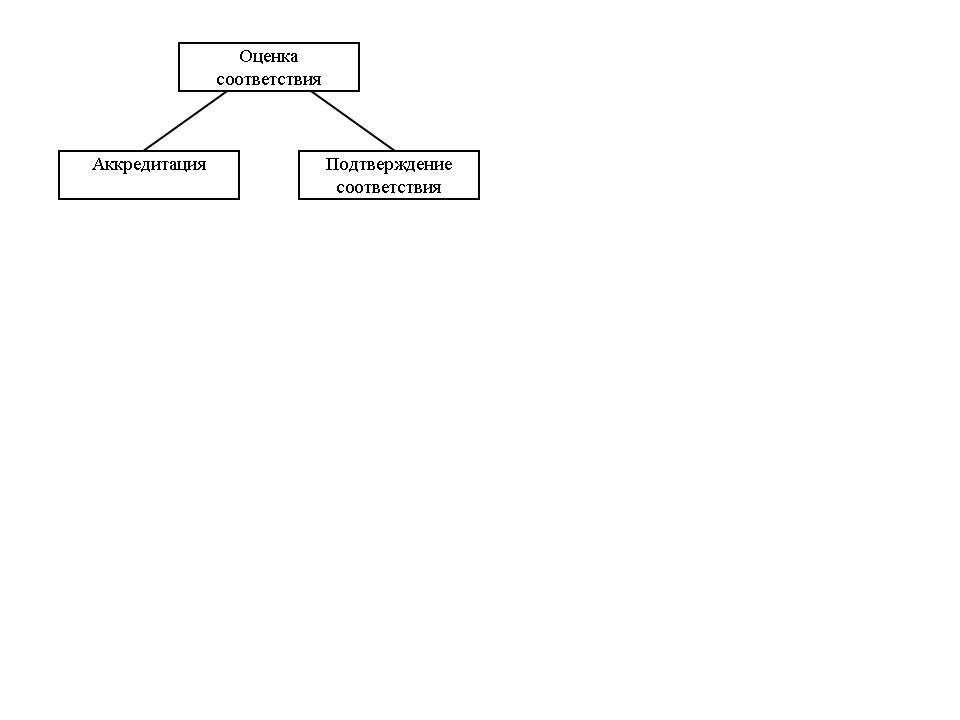 Оценка
соответствия
Аккредитация
Подтверждение
соответствия